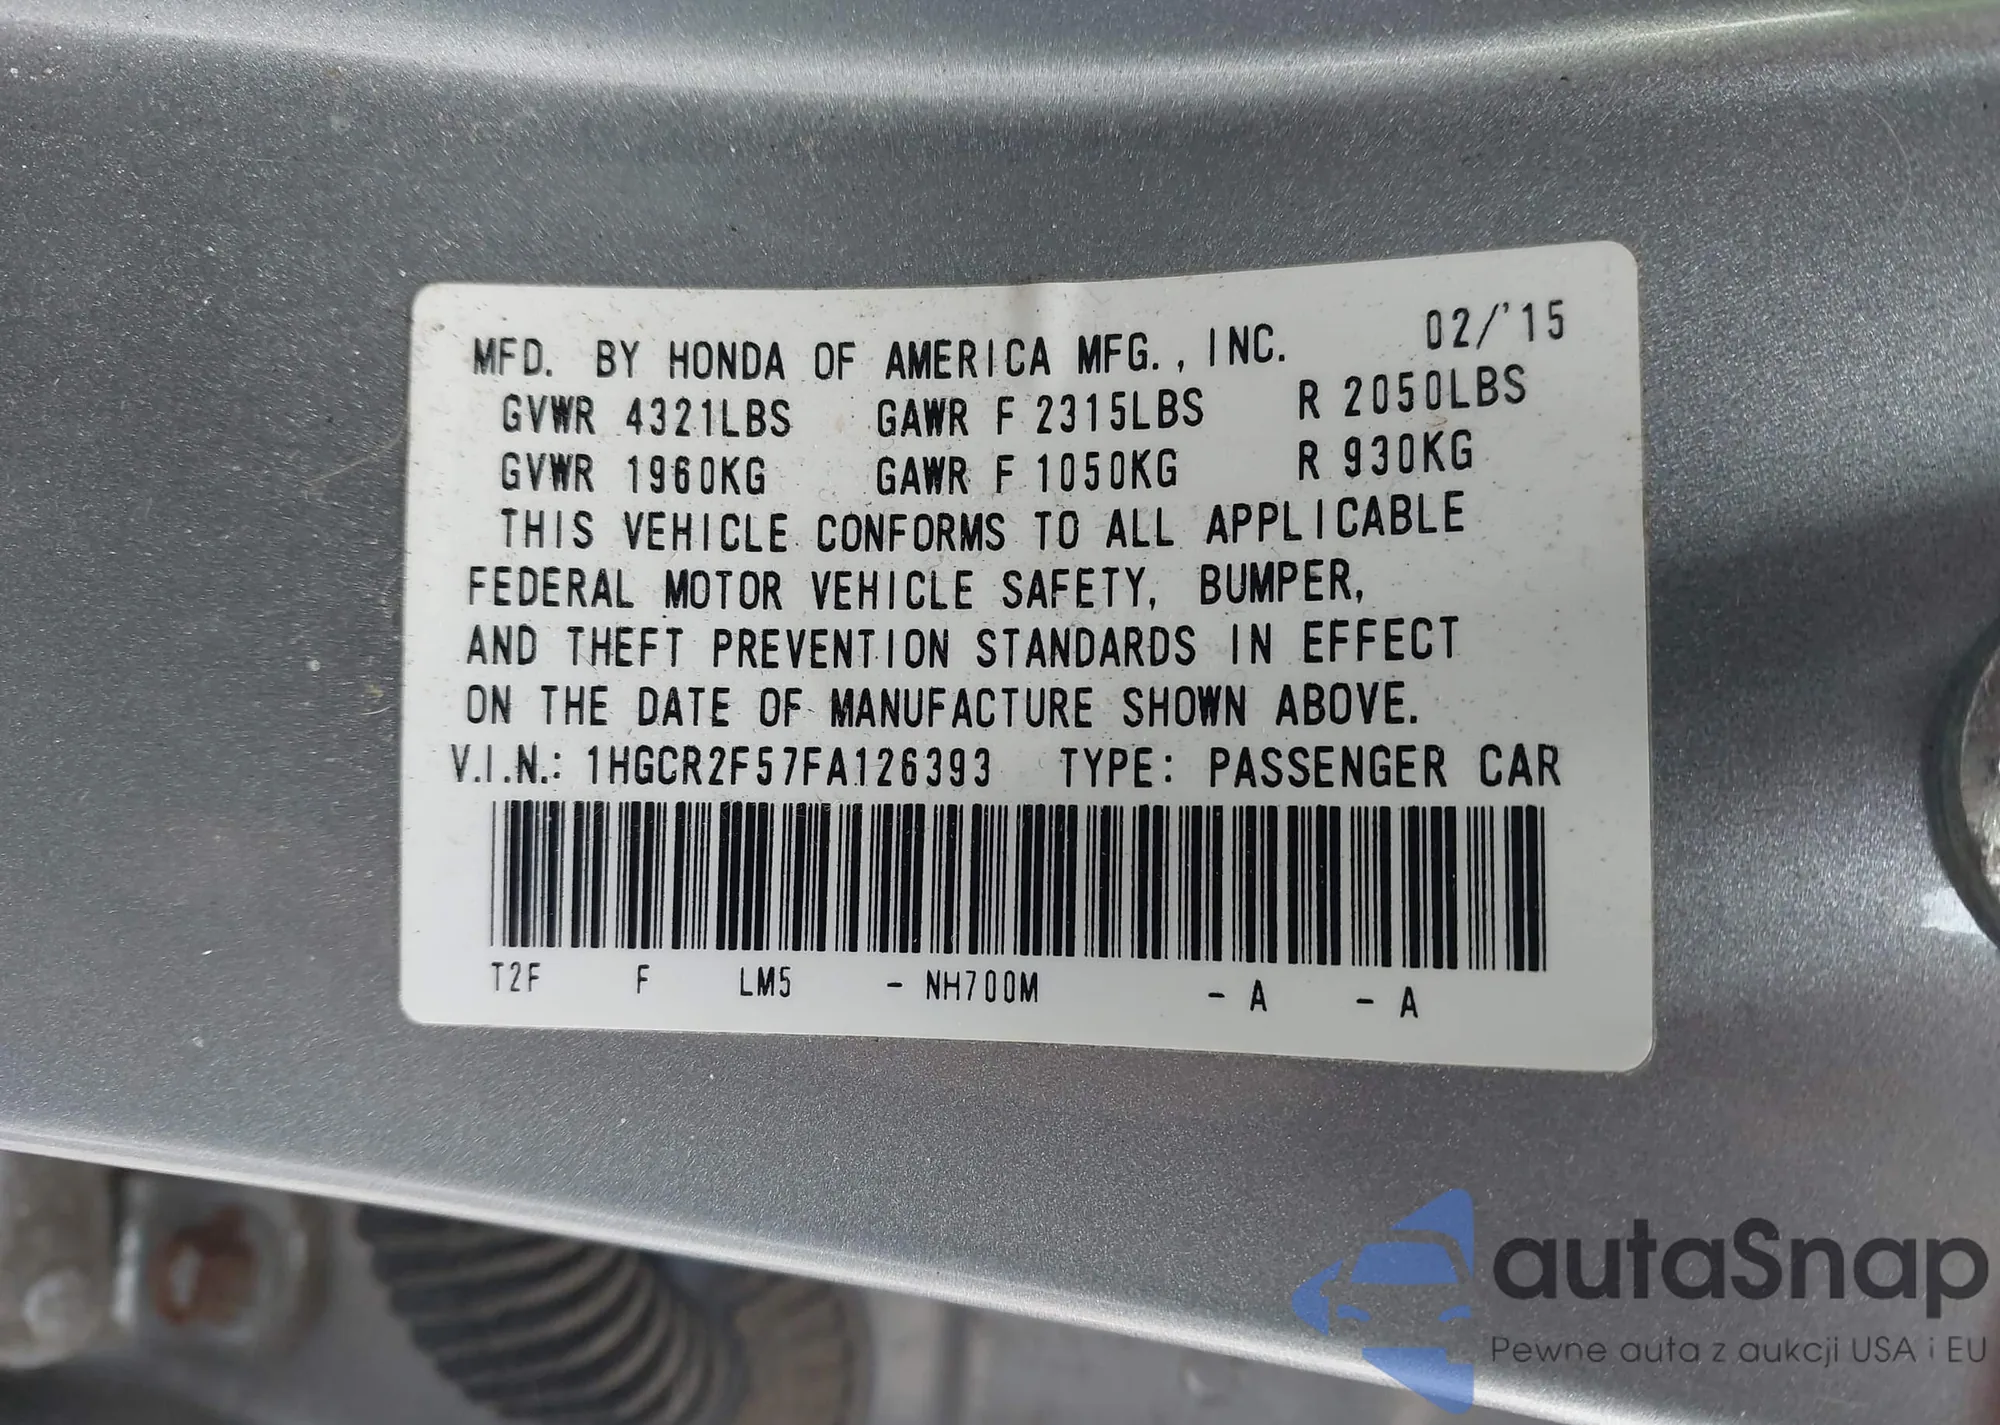 MFD. BY HONDA OF AMERICA MFG., INC. 02/'15
GVWR 4321LBS GAWR F 2315LBS R 2050LBS
GVWR 1960KG GAWR F 1050KG R 930KG
THIS VEHICLE CONFORMS TO ALL APPLICABLE
FEDERAL MOTOR VEHICLE SAFETY, BUMPER,
AND THEFT PREVENTION STANDARDS IN EFFECT
ON THE DATE OF MANUFACTURE SHOWN ABOVE.
V.I.N.: 1HGCR2F57FA126393 TYPE: PASSENGER CAR
T2F F LM5 - NH700M - A - A
autaSnap
Pewne auta z aukcji USA i EU